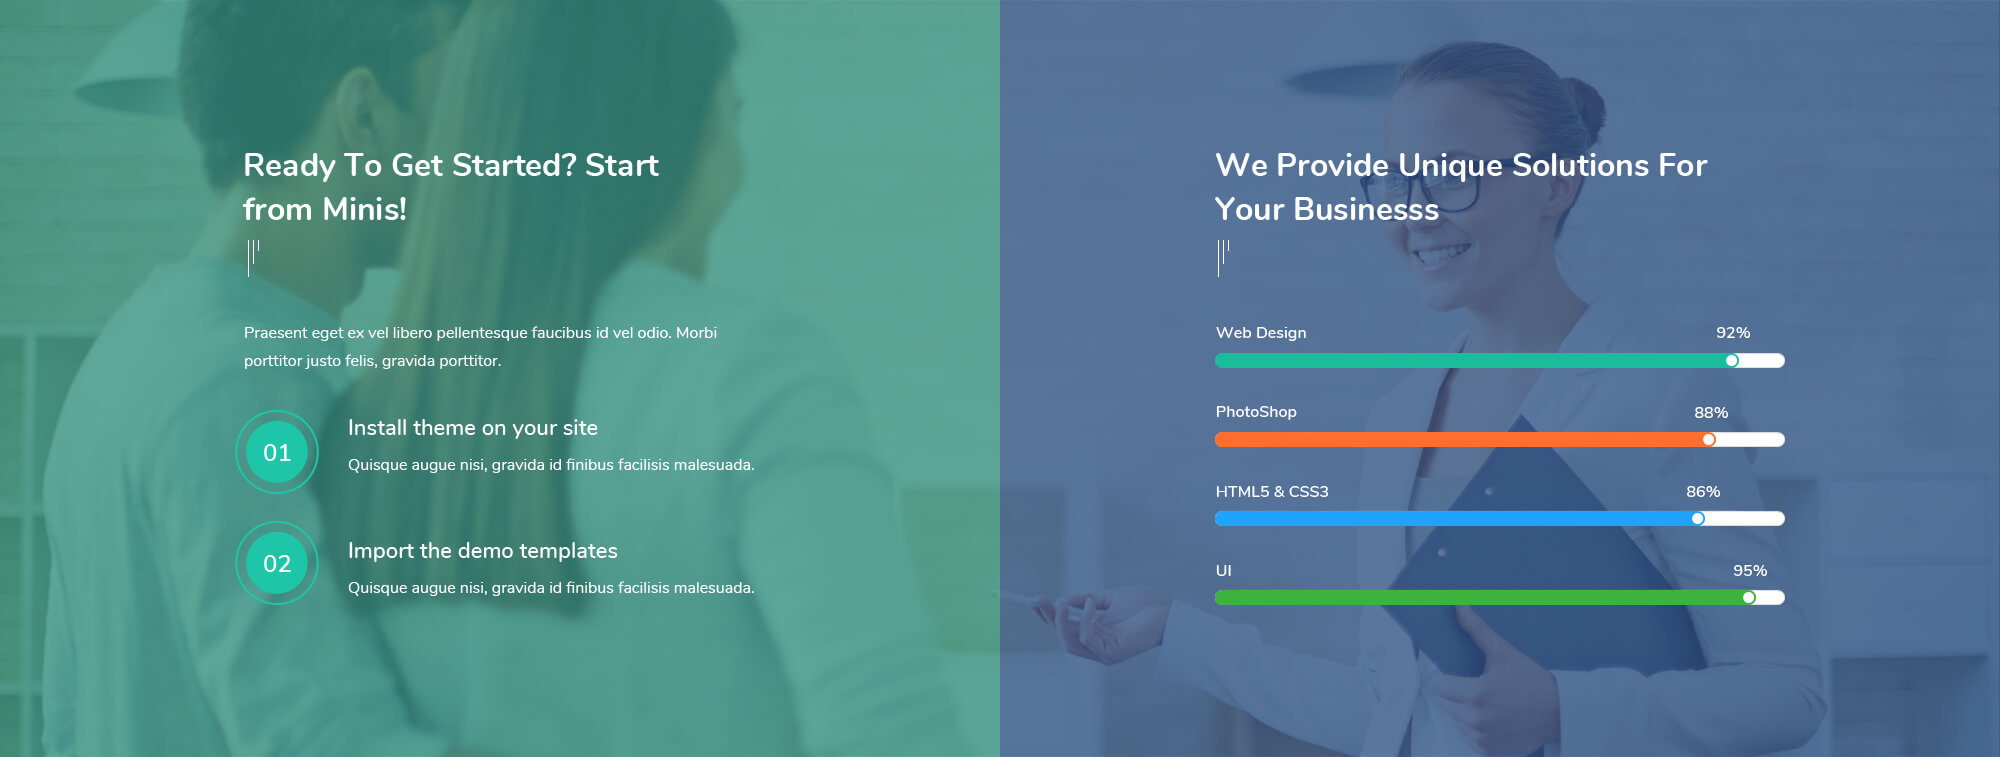 Ready To Get Started? Start
from Minis!
Praesent eget ex vel libero pellentesque faucibus id vel odio. Morbi
porttitor justo felis, gravida porttitor.
01
Install theme on your site
Quisque augue nisi, gravida id finibus facilisis malesuada.
02
Import the demo templates
Quisque augue nisi, gravida id finibus facilisis malesuada.
We Provide Unique Solutions For
Your Businesss
Web Design 92%
PhotoShop 88%
HTML5 & CSS3 86%
UI 95%